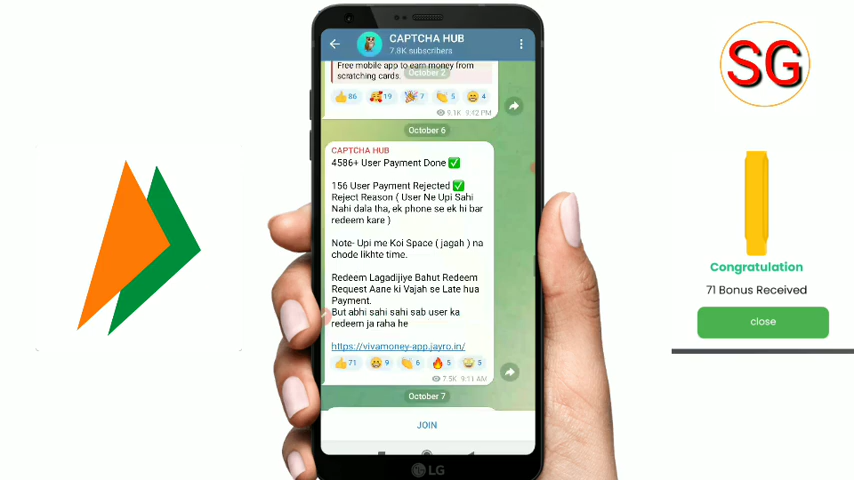 CAPTCHA HUB
7.8K subscribers
Free mobile app to earn money from
scratching cards.
October 2
86 19 7 5 4
9.1K 9:42 PM
October 6
CAPTCHA HUB
4586+ User Payment Done ✅
156 User Payment Rejected ✅
Reject Reason ( User Ne Upi Sahi
Nahi dala tha, ek phone se ek hi bar
redeem kare )
Note- Upi me Koi Space ( jagah ) na
chode likhte time.
Redeem Lagadijiye Bahut Redeem
Request Aane ki Vajah se Late hua
Payment.
But abhi sahi sahi sab user ka
redeem ja raha he
https://vivamoney-app.jayro.in/
71 9 6 5 5
7.5K 9:11 AM
October 7
JOIN
LG
SG
Congratulation
71 Bonus Received
close